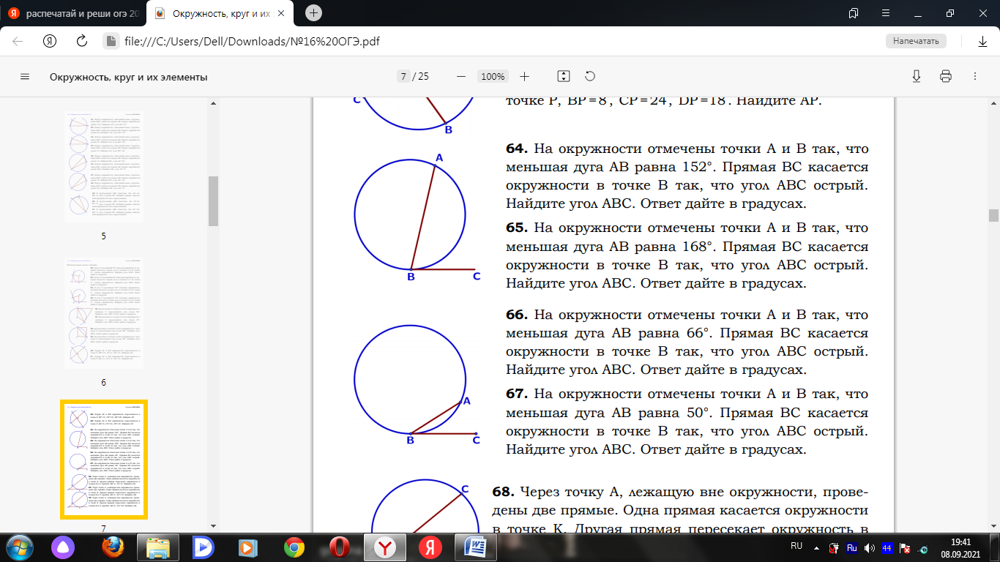 распечатай и реши огэ 20
Окружность, круг и их э
file:///C:/Users/Dell/Downloads/№16%20ОГЭ.pdf
Напечатать
Окружность, круг и их элементы
7 / 25
100%
5
6
7
C
B
точке P, BP=8, CP=24, DP=18. Найдите AP.
A
B
C
64. На окружности отмечены точки A и B так, что
меньшая дуга AB равна 152°. Прямая BC касается
окружности в точке B так, что угол ABC острый.
Найдите угол ABC. Ответ дайте в градусах.
65. На окружности отмечены точки A и B так, что
меньшая дуга AB равна 168°. Прямая BC касается
окружности в точке B так, что угол ABC острый.
Найдите угол ABC. Ответ дайте в градусах.
A
B
C
66. На окружности отмечены точки A и B так, что
меньшая дуга AB равна 66°. Прямая BC касается
окружности в точке B так, что угол ABC острый.
Найдите угол ABC. Ответ дайте в градусах.
67. На окружности отмечены точки A и B так, что
меньшая дуга AB равна 50°. Прямая BC касается
окружности в точке B так, что угол ABC острый.
Найдите угол ABC. Ответ дайте в градусах.
C
68. Через точку A, лежащую вне окружности, прове-
дены две прямые. Одна прямая касается окружности
в точке K. Другая прямая пересекает окружность в
RU
Ru
44
19:41
08.09.2021